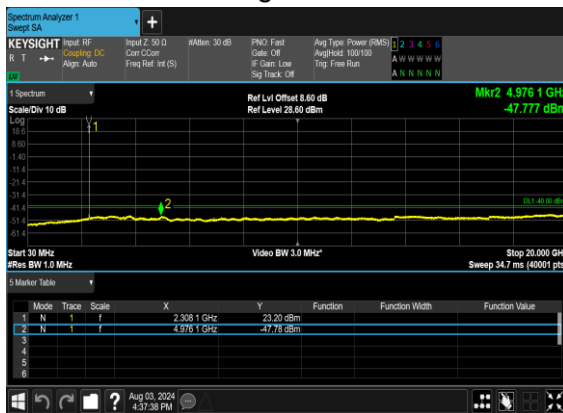 Spectrum Analyzer 1
Swept SA
KEYSIGHT Input: RF Input Z: 50 Ω #Atten: 30 dB PNO: Fast Avg Type: Power (RMS) 1 2 3 4 5 6
R T Coupling: DC Corr CCorr Gate: Off Avg|Hold: 100/100 A W W W W W
Align: Auto Freq Ref: Int (S) IF Gain: Low Trig: Free Run
Sig Track: Off A N N N N N
1 Spectrum
Scale/Div 10 dB
Ref Lvl Offset 8.60 dB
Ref Level 28.60 dBm
Mkr2 4.976 1 GHz
-47.777 dBm
Log
18.6
8.60
-1.40
-11.4
-21.4
-31.4
-41.4
-51.4
-61.4
1
2
DL1 -40.00 dBm
Start 30 MHz
#Res BW 1.0 MHz
Video BW 3.0 MHz*
Stop 20.000 GHz
Sweep 34.7 ms (40001 pts)
5 Marker Table
Mode Trace Scale X Y Function Function Width Function Value
1 N 1 f 2.308 1 GHz 23.20 dBm
2 N 1 f 4.976 1 GHz -47.78 dBm
3
4
5
6
?
Aug 03, 2024
4:37:38 PM